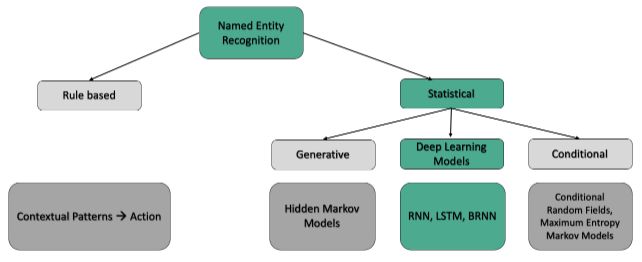 Named Entity
Recognition
Rule based
Statistical
Generative
Deep Learning
Models
Conditional
Contextual Patterns → Action
Hidden Markov
Models
RNN, LSTM, BRNN
Conditional
Random Fields,
Maximum Entropy
Markov Models